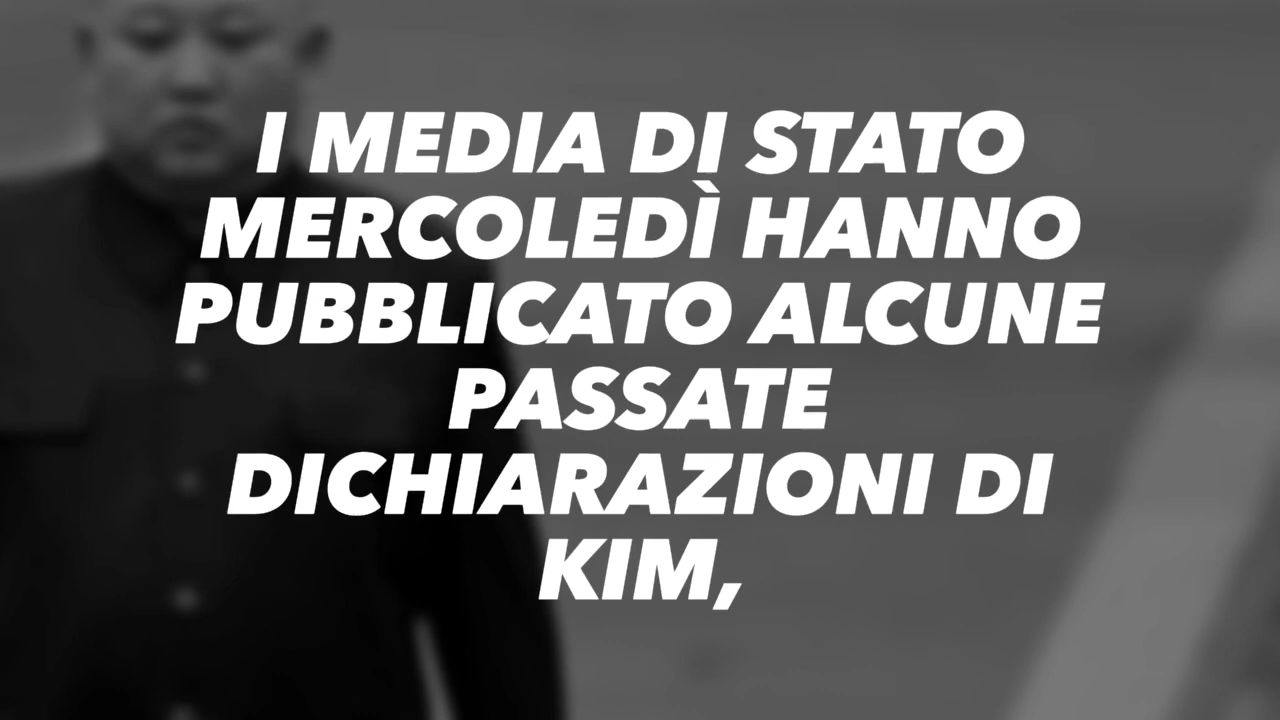 I MEDIA DI STATO
MERCOLEDÌ HANNO
PUBBLICATO ALCUNE
PASSATE
DICHIARAZIONI DI
KIM,